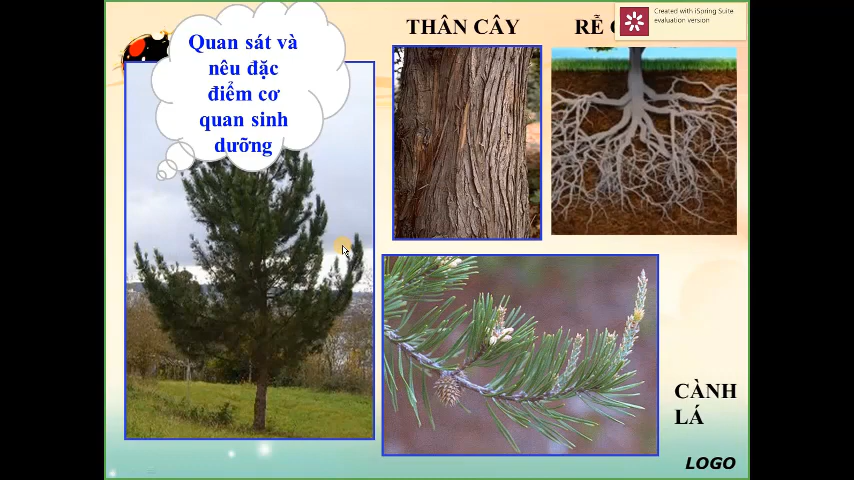 Quan sát và
nêu đặc
điểm cơ
quan sinh
dưỡng
THÂN CÂY
RỄ
Created with iSpring Suite
evaluation version
CÀNH
LÁ
LOGO